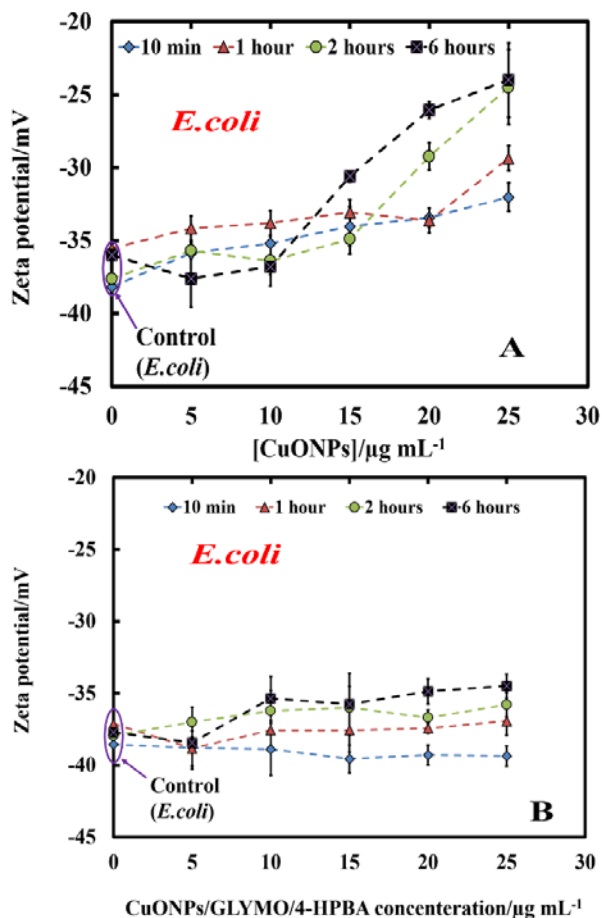 -20
10 min 1 hour 2 hours 6 hours
-25
E.coli
-30
Zeta potential/mV
-35
-40
Control
(E.coli)
A
-45
0 5 10 15 20 25 30
[CuONPs]/µg mL⁻¹
-20
10 min 1 hour 2 hours 6 hours
-25
E.coli
-30
Zeta potential/mV
-35
-40
Control
(E.coli)
B
-45
0 5 10 15 20 25 30
CuONPs/GLYMO/4-HPBA concenteration/µg mL⁻¹